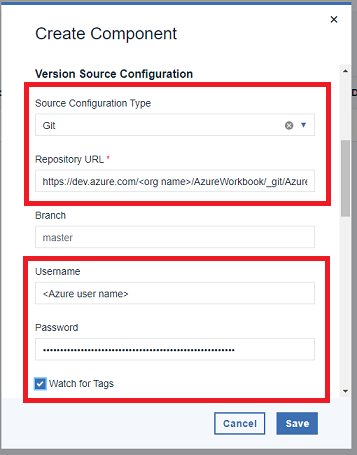 Create Component
Version Source Configuration
Source Configuration Type
Git
Repository URL *
https://dev.azure.com/<org name>/AzureWorkbook/_git/Azure
Branch
master
Username
<Azure user name>
Password
Watch for Tags
Cancel
Save